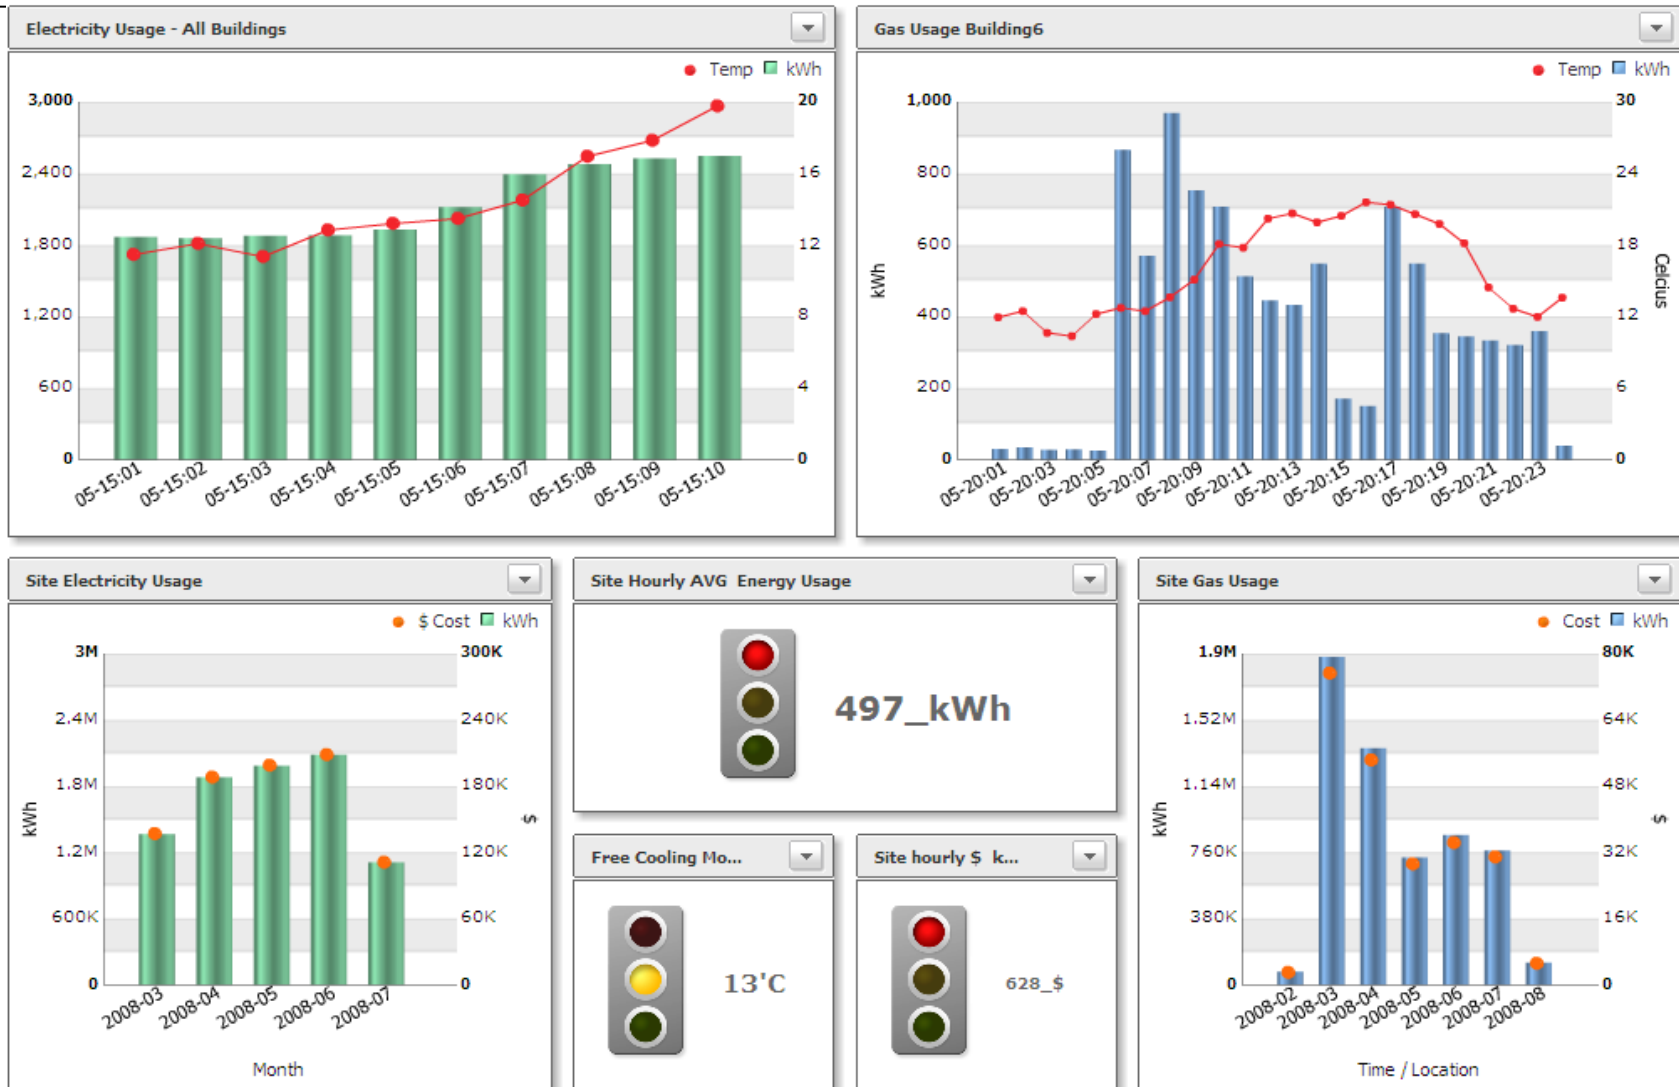 Electricity Usage - All Buildings
Temp kWh
3,000
2,400
1,800
1,200
600
0
20
16
12
8
4
0
05-15:01
05-15:02
05-15:03
05-15:04
05-15:05
05-15:06
05-15:07
05-15:08
05-15:09
05-15:10
Gas Usage Building6
Temp kWh
1,000
800
600
400
200
0
kWh
30
24
18
12
6
0
Celcius
05-20:01
05-20:03
05-20:05
05-20:07
05-20:09
05-20:11
05-20:13
05-20:15
05-20:17
05-20:19
05-20:21
05-20:23
Site Electricity Usage
$ Cost kWh
3M
2.4M
1.8M
1.2M
600K
0
kWh
300K
240K
180K
120K
60K
0
$
2008-03
2008-04
2008-05
2008-06
2008-07
Month
Site Hourly AVG Energy Usage
497_kWh
Free Cooling Mo...
13'C
Site hourly $ k...
628_$
Site Gas Usage
Cost kWh
1.9M
1.52M
1.14M
760K
380K
0
kWh
80K
64K
48K
32K
16K
0
$
2008-02
2008-03
2008-04
2008-05
2008-06
2008-07
2008-08
Time / Location